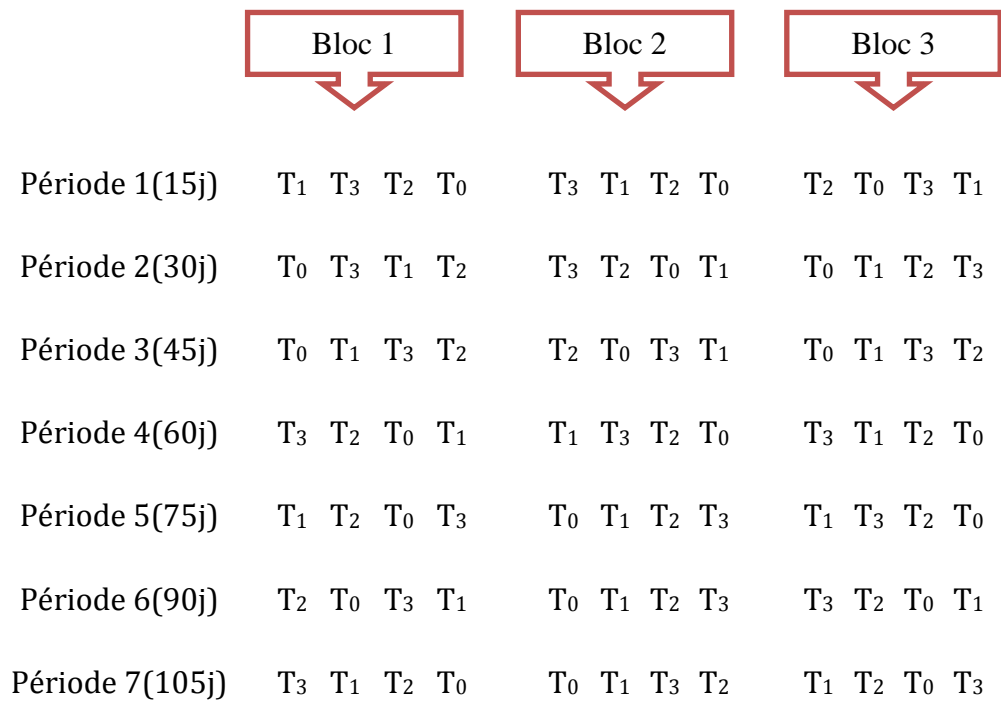 Bloc 1 Bloc 2 Bloc 3
Période 1(15j) T1 T3 T2 T0 T3 T1 T2 T0 T2 T0 T3 T1
Période 2(30j) T0 T3 T1 T2 T3 T2 T0 T1 T0 T1 T2 T3
Période 3(45j) T0 T1 T3 T2 T2 T0 T3 T1 T0 T1 T3 T2
Période 4(60j) T3 T2 T0 T1 T1 T3 T2 T0 T3 T1 T2 T0
Période 5(75j) T1 T2 T0 T3 T0 T1 T2 T3 T1 T3 T2 T0
Période 6(90j) T2 T0 T3 T1 T0 T1 T2 T3 T3 T2 T0 T1
Période 7(105j) T3 T1 T2 T0 T0 T1 T3 T2 T1 T2 T0 T3